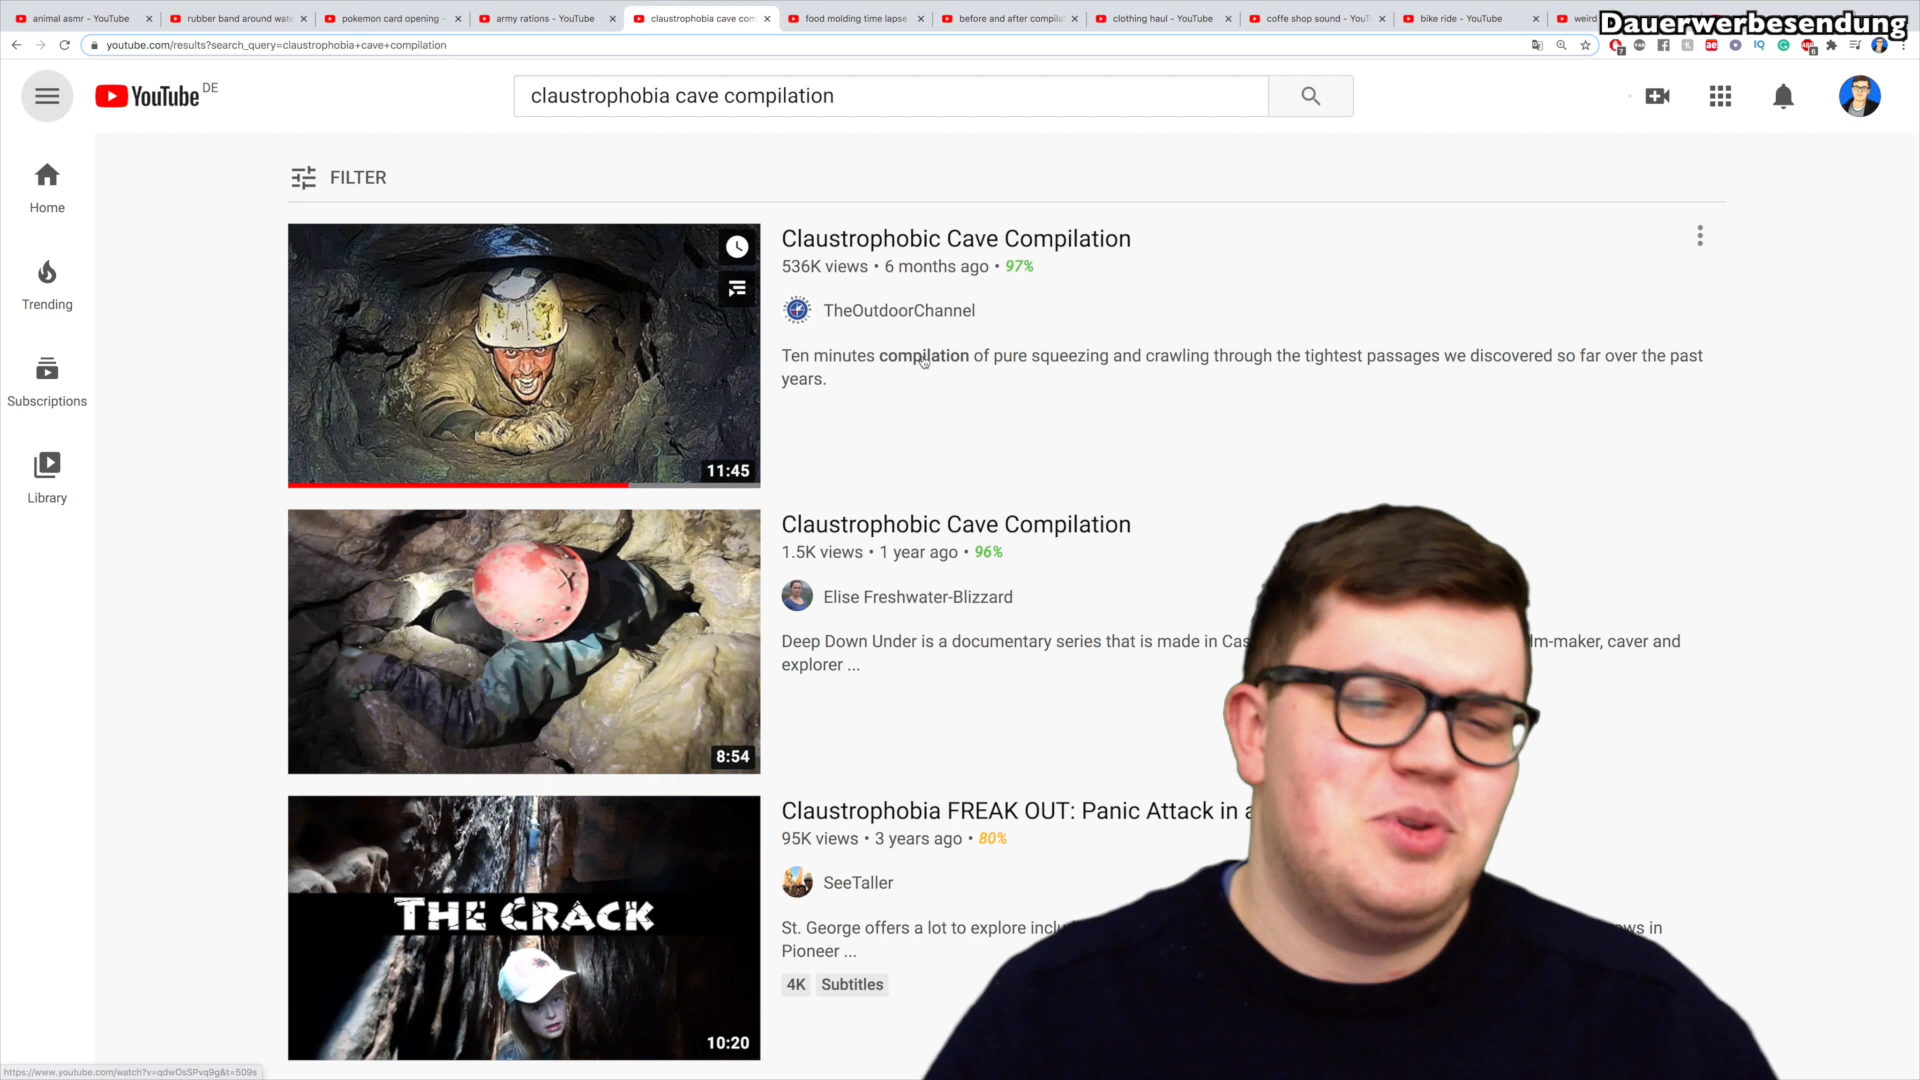 animal asmr - YouTube
rubber band around wate
pokemon card opening -
army rations - YouTube
claustrophobia cave com
food molding time lapse
before and after compila
clothing haul - YouTube
coffe shop sound - YouT
bike ride - YouTube
weird
Dauerwerbesendung
youtube.com/results?search_query=claustrophobia+cave+compilation
YouTube DE
claustrophobia cave compilation
Home
Trending
Subscriptions
Library
FILTER
11:45
Claustrophobic Cave Compilation
536K views • 6 months ago • 97%
TheOutdoorChannel
Ten minutes compilation of pure squeezing and crawling through the tightest passages we discovered so far over the past
years.
8:54
Claustrophobic Cave Compilation
1.5K views • 1 year ago • 96%
Elise Freshwater-Blizzard
Deep Down Under is a documentary series that is made in Cas lm-maker, caver and
explorer ...
THE CRACK
10:20
Claustrophobia FREAK OUT: Panic Attack in a
95K views • 3 years ago • 80%
SeeTaller
St. George offers a lot to explore inclu ws in
Pioneer ...
4K Subtitles
https://www.youtube.com/watch?v=qdwOsSPvq9g&t=509s